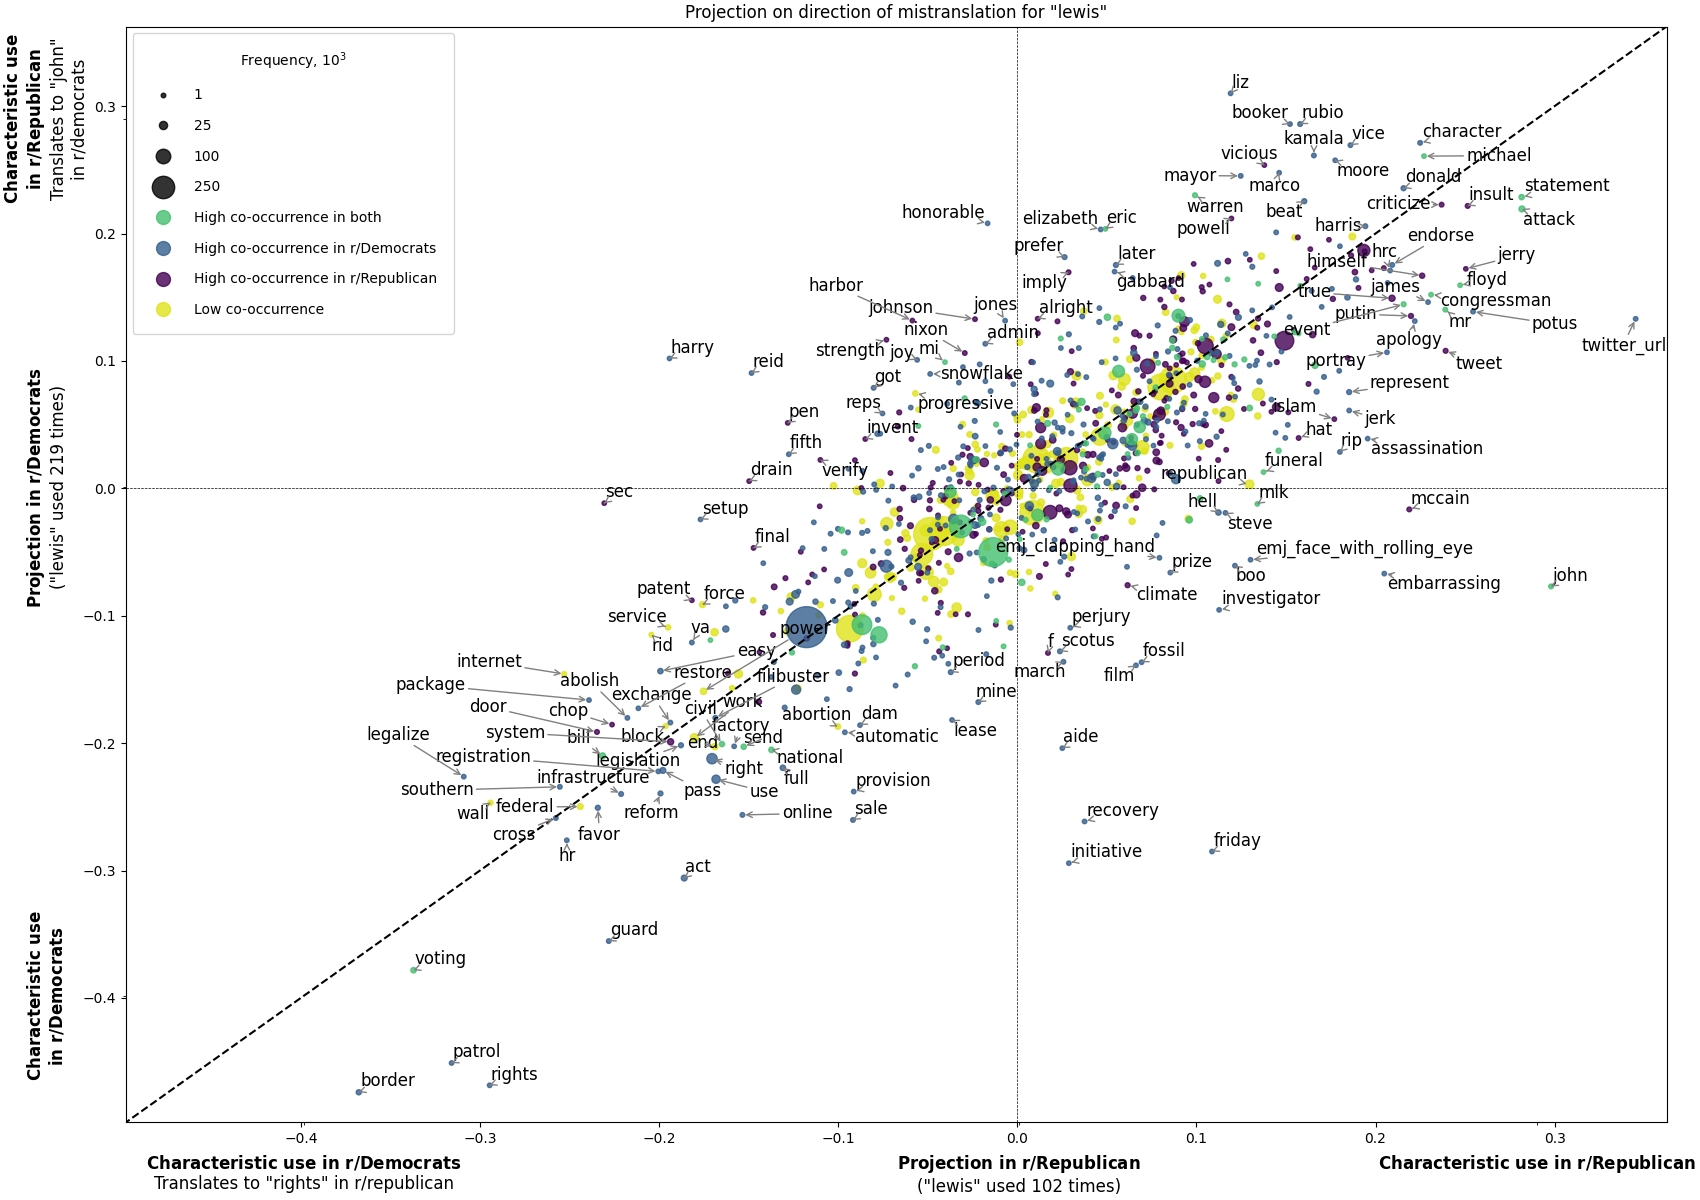 Projection on direction of mistranslation for "lewis"
Characteristic use
in r/Republican
Translates to "john"
in r/democrats
Projection in r/Democrats
("lewis" used 219 times)
Characteristic use
in r/Democrats
Frequency, 10³
1
25
100
250
High co-occurrence in both
High co-occurrence in r/Democrats
High co-occurrence in r/Republican
Low co-occurrence
0.3
0.2
0.1
0.0
−0.1
−0.2
−0.3
−0.4
liz
booker rubio
kamala vice character
vicious michael
mayor moore
marco donald
statement
insult
warren criticize
honorable elizabeth eric beat attack
powell harris
endorse
prefer later hrc
himself jerry
imply gabbard floyd
harbor james
true congressman
johnson jones alright putin mr potus
nixon admin event
twitter_url
harry strength joy mi apology
reid portray tweet
got snowflake
represent
reps progressive
pen islam jerk
invent hat
fifth rip assassination
drain verify funeral
republican
sec mlk
setup hell mccain
steve
final emj_clapping_hand emj_face_with_rolling_eye
prize
boo john
patent force climate embarrassing
investigator
service va power perjury
rid f scotus
easy fossil
internet period march
restore film
package abolish filibuster
exchange mine
door chop civil work
abortion dam
legalize system bill block factory lease
end send automatic aide
registration legislation national
right
infrastructure full
southern pass use provision
wall federal reform online sale recovery
cross favor
hr initiative friday
act
guard
voting
patrol
border rights
−0.4
−0.3
−0.2
−0.1
0.0
0.1
0.2
0.3
Characteristic use in r/Democrats
Translates to "rights" in r/republican
Projection in r/Republican
("lewis" used 102 times)
Characteristic use in r/Republican